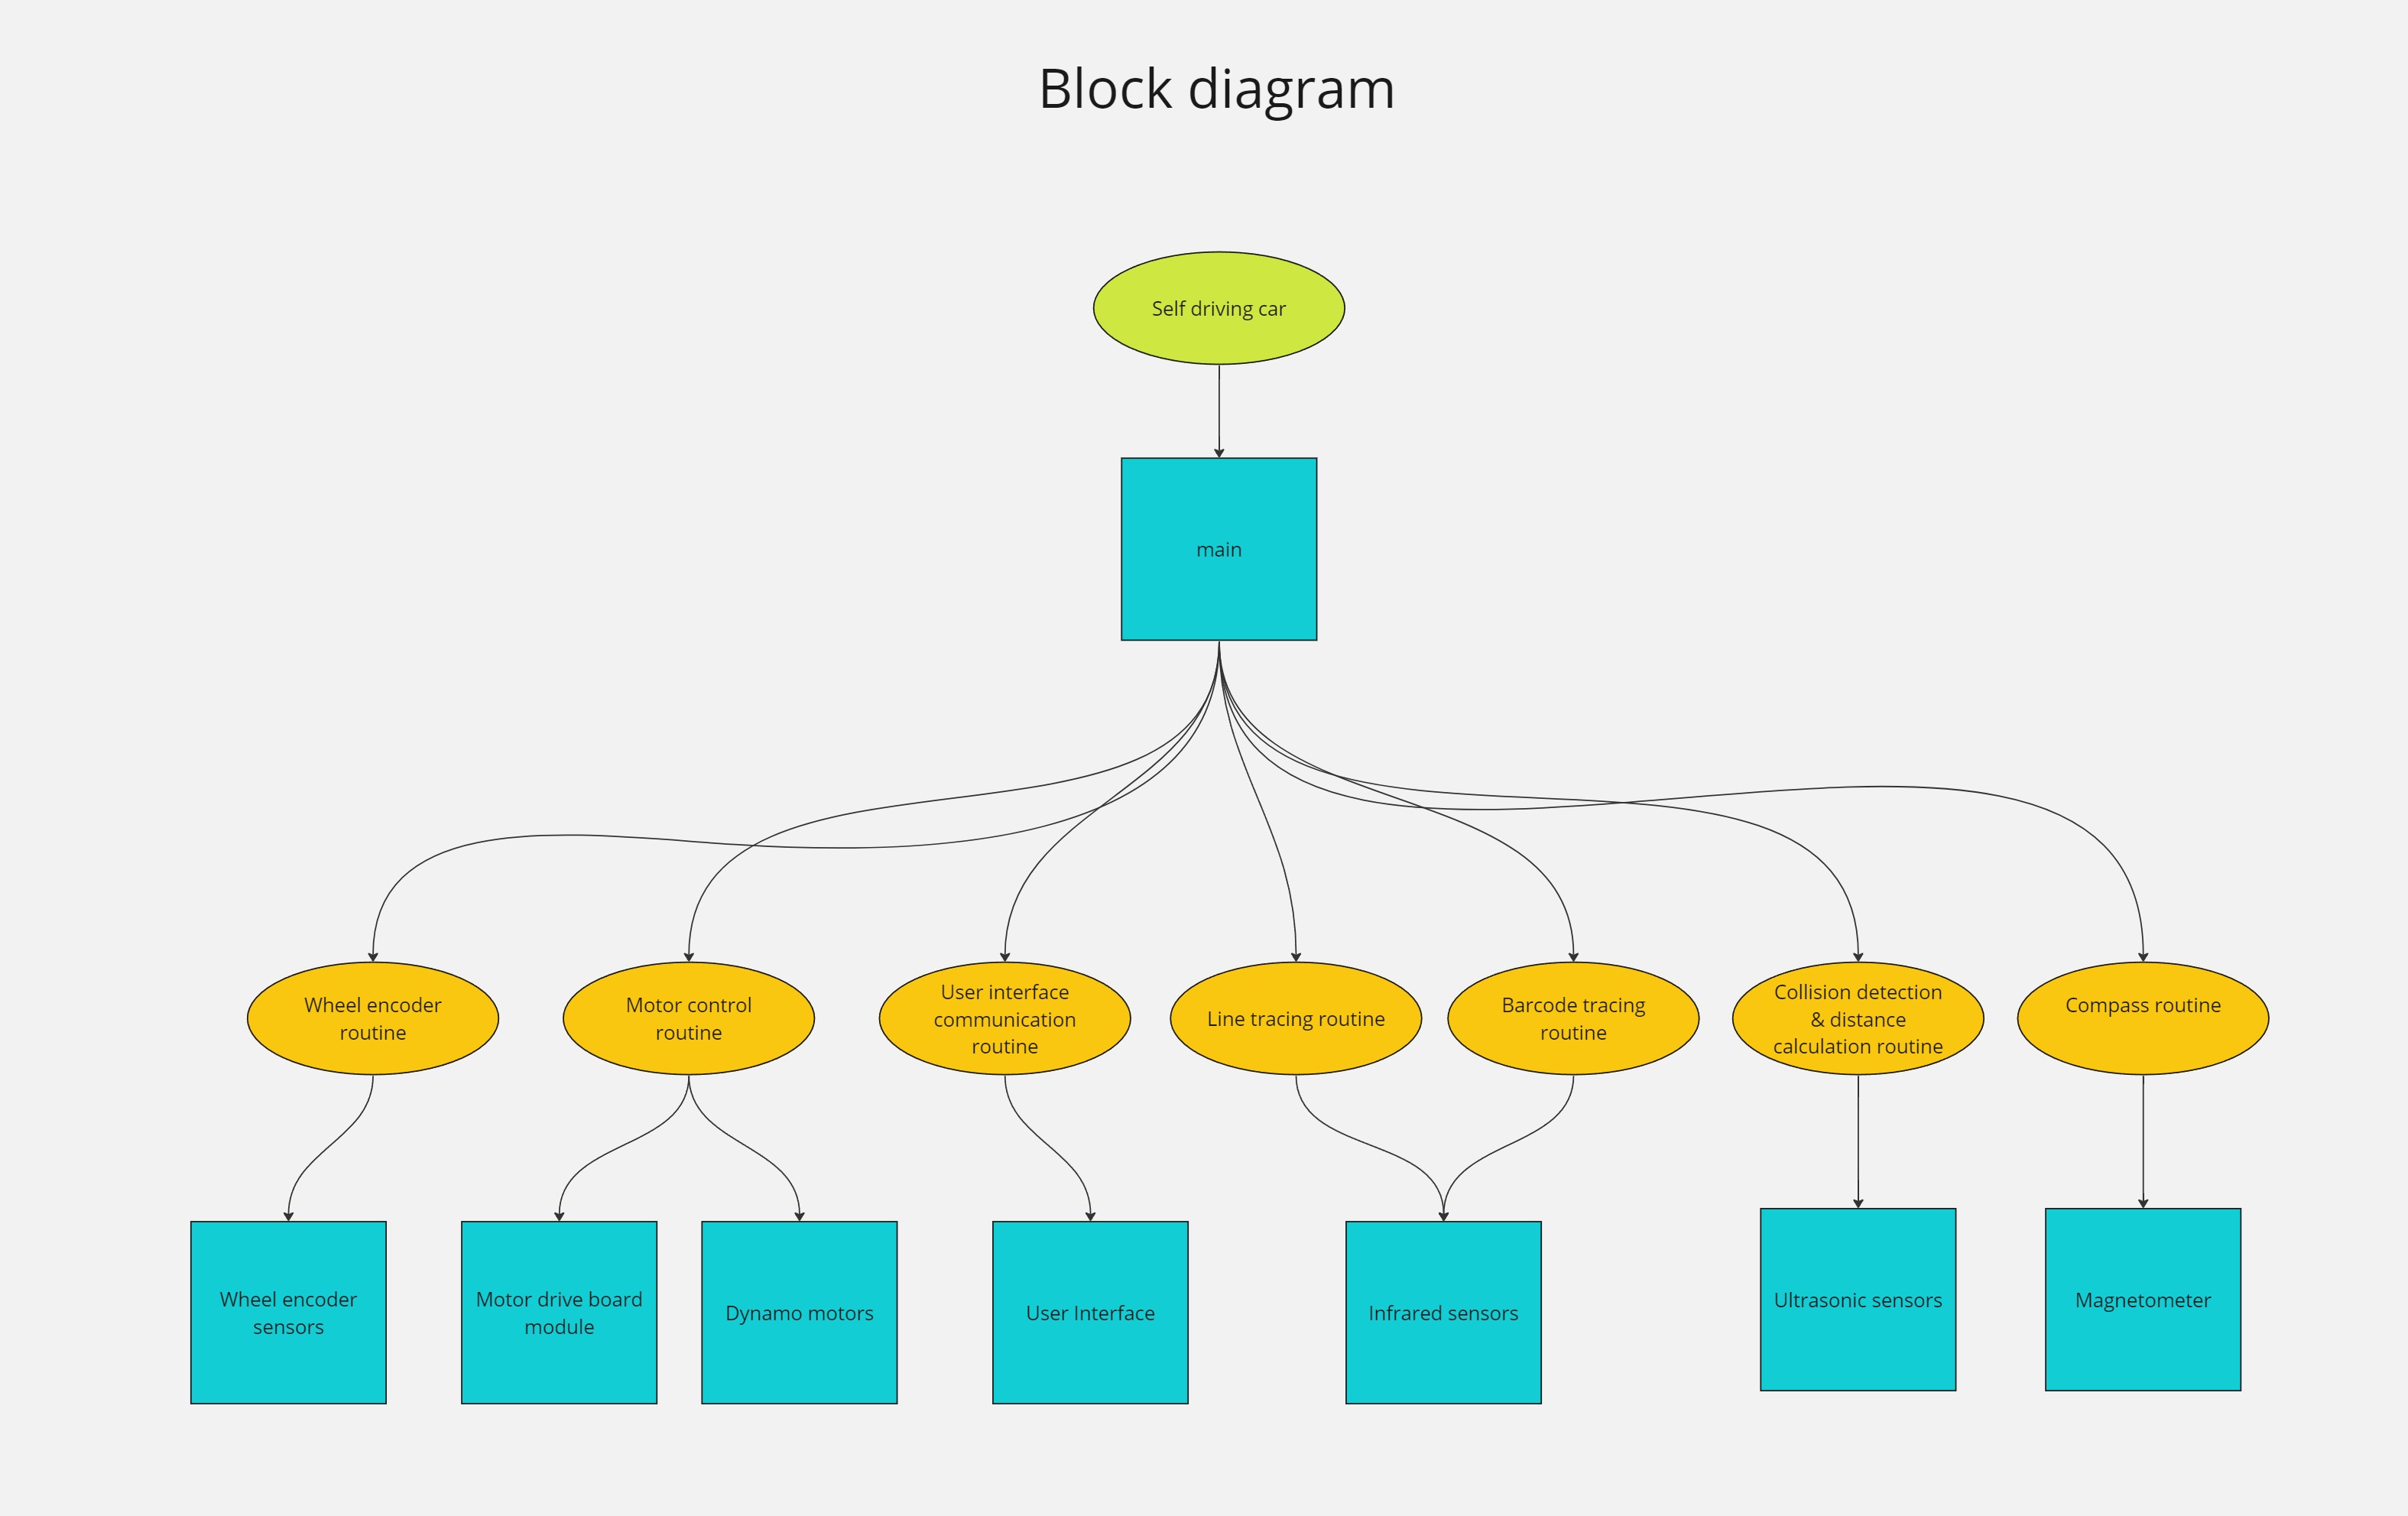 Block diagram
Self driving car
main
Wheel encoder
routine
Motor control
routine
User interface
communication
routine
Line tracing routine
Barcode tracing
routine
Collision detection
& distance
calculation routine
Compass routine
Wheel encoder
sensors
Motor drive board
module
Dynamo motors
User Interface
Infrared sensors
Ultrasonic sensors
Magnetometer